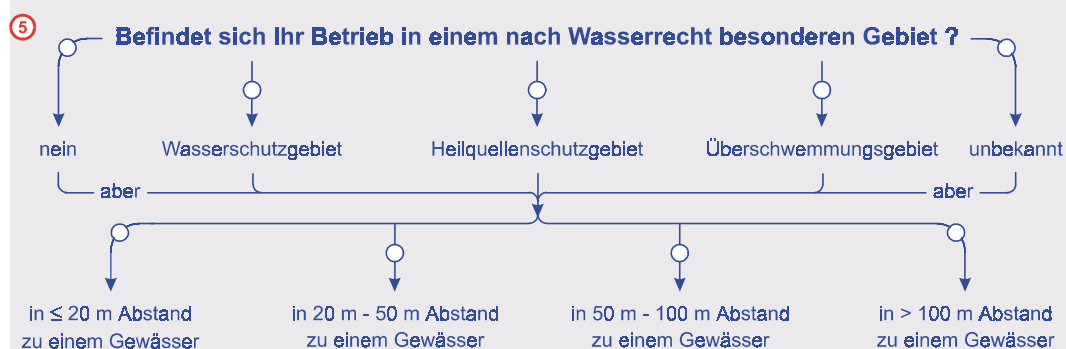 5
Befindet sich Ihr Betrieb in einem nach Wasserrecht besonderen Gebiet ?
nein Wasserschutzgebiet Heilquellenschutzgebiet Überschwemmungsgebiet unbekannt
aber aber
in ≤ 20 m Abstand in 20 m - 50 m Abstand in 50 m - 100 m Abstand in > 100 m Abstand
zu einem Gewässer zu einem Gewässer zu einem Gewässer zu einem Gewässer